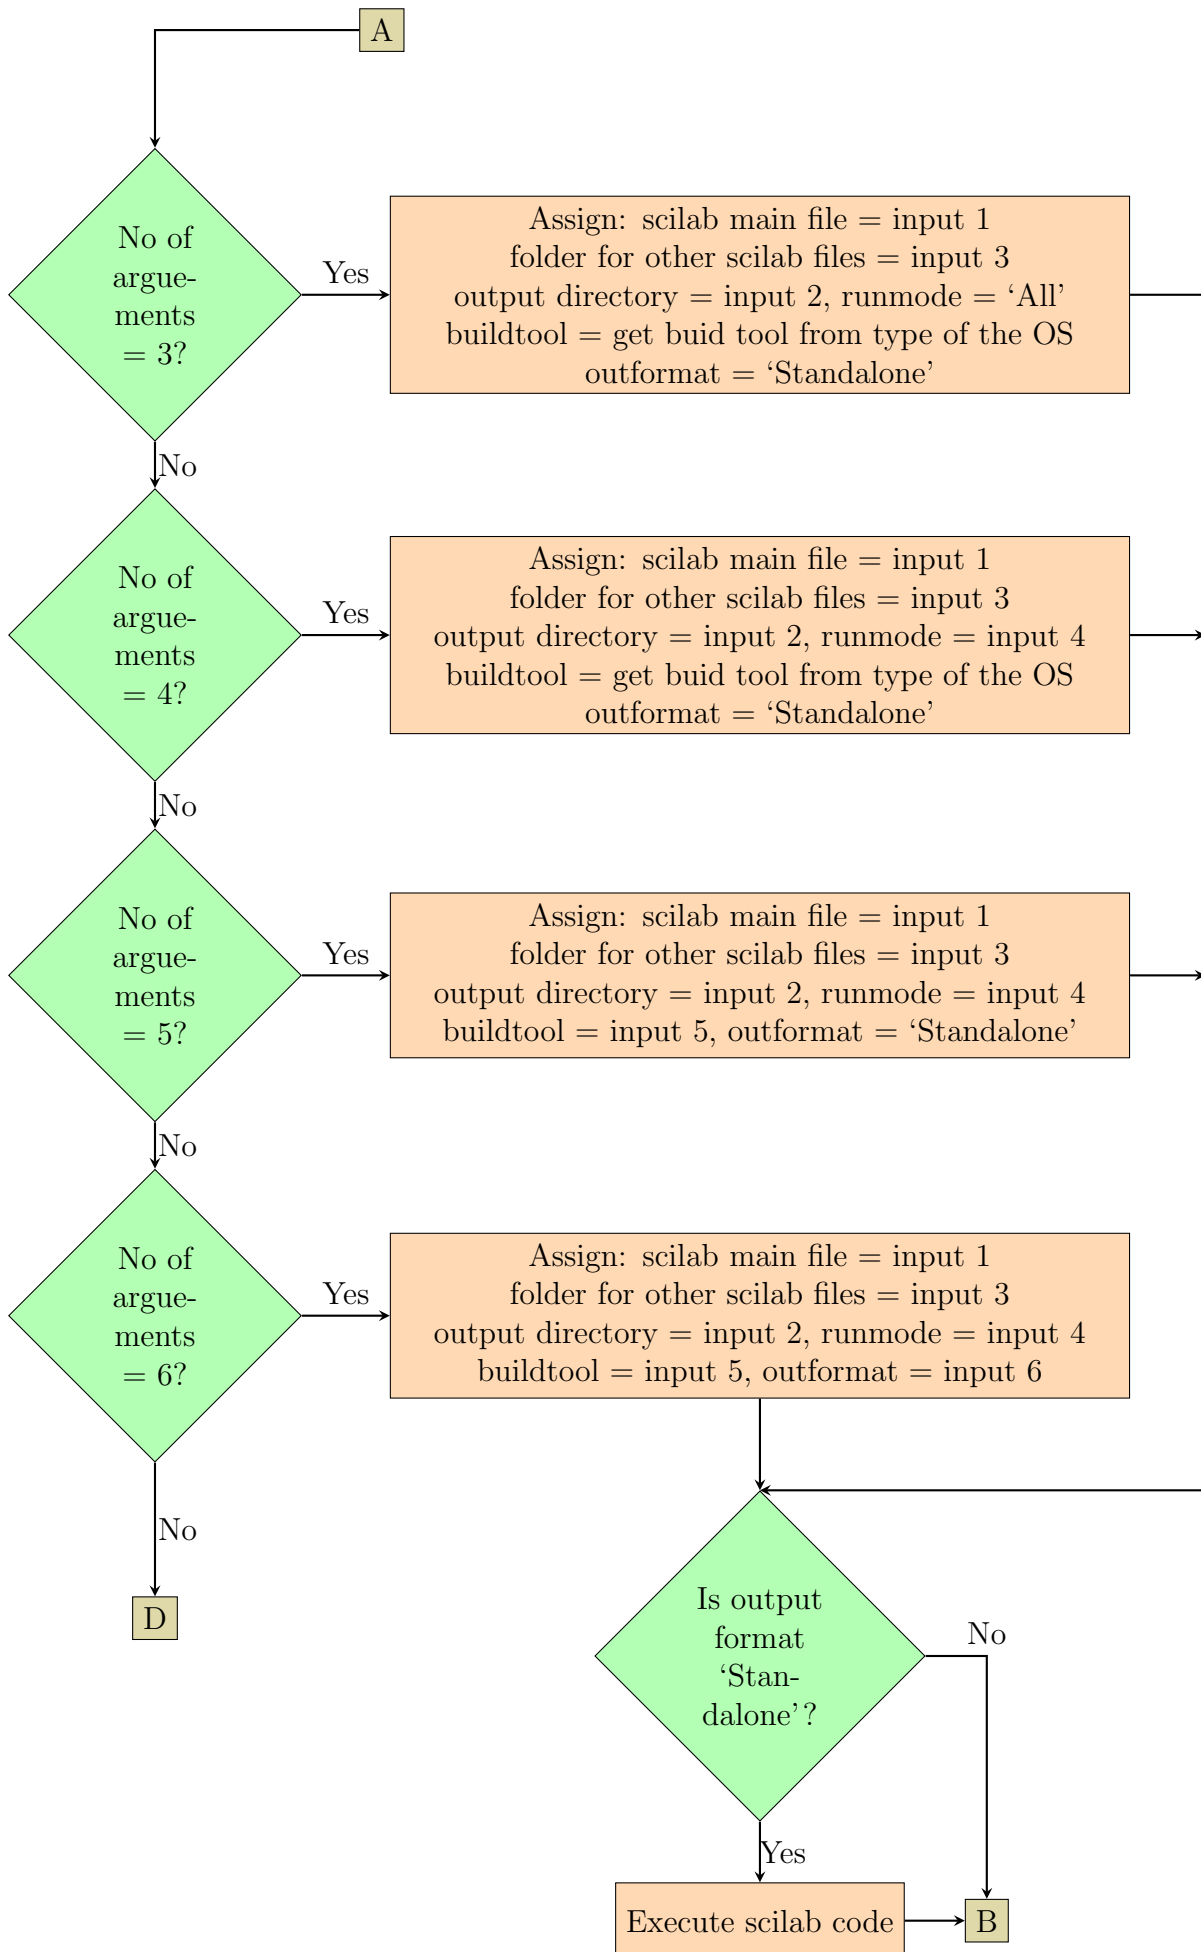 A
No of
argue-
ments
= 3?
Yes
Assign: scilab main file = input 1
folder for other scilab files = input 3
output directory = input 2, runmode = ‘All’
buildtool = get buid tool from type of the OS
outformat = ‘Standalone’
No
No of
argue-
ments
= 4?
Yes
Assign: scilab main file = input 1
folder for other scilab files = input 3
output directory = input 2, runmode = input 4
buildtool = get buid tool from type of the OS
outformat = ‘Standalone’
No
No of
argue-
ments
= 5?
Yes
Assign: scilab main file = input 1
folder for other scilab files = input 3
output directory = input 2, runmode = input 4
buildtool = input 5, outformat = ‘Standalone’
No
No of
argue-
ments
= 6?
Yes
Assign: scilab main file = input 1
folder for other scilab files = input 3
output directory = input 2, runmode = input 4
buildtool = input 5, outformat = input 6
No
D
Is output
format
‘Stan-
dalone’?
No
Yes
Execute scilab code
B